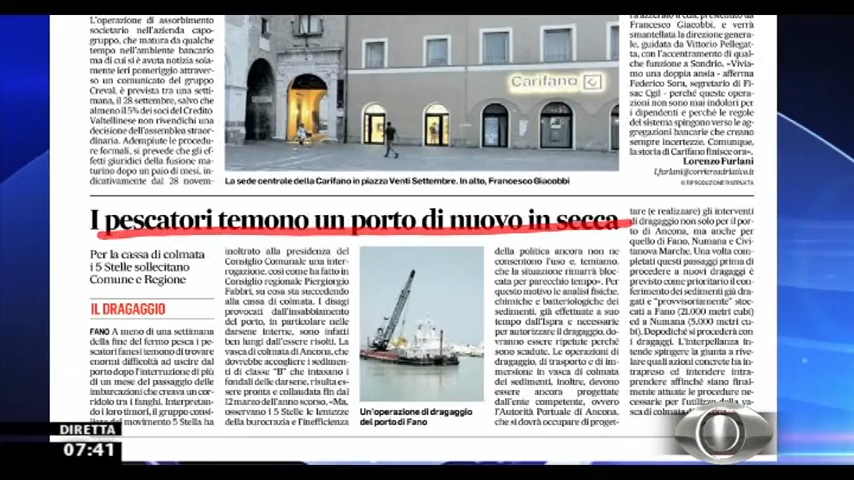 L'operazione di assorbimento
societario nell'azienda capo-
gruppo, che matura da qualche
tempo nell'ambiente bancario
ma di cui si è avuta notizia sola-
mente ieri pomeriggio attraver-
so un comunicato del gruppo
Creval, è prevista tra una setti-
mana, il 28 settembre, salvo che
almeno il 5% dei soci del Credito
Valtellinese non rivendichi una
decisione dell'assemblea straor-
dinaria. Adempiute le procedu-
re formali, si prevede che gli ef-
fetti giuridici della fusione ma-
turino dopo un paio di mesi, in-
dicativamente dal 28 novem-
Carifano
La sede centrale della Carifano in piazza Venti Settembre. In alto, Francesco Giacobbi
Francesco Giacobbi, e verrà
smantellata la direzione genera-
le, guidata da Vittorio Pellegat-
ta, con l'accentramento di qual-
che funzione a Sondrio. «Vivia-
mo una doppia ansia - afferma
Federico Sora, segretario di Fi-
sac Cgil - perché queste opera-
zioni non sono mai indolori per
i dipendenti e perché le regole
del sistema spingono verso le ag-
gregazioni bancarie che creano
sempre incertezze. Comunque,
la storia di Carifano finisce ora».
Lorenzo Furlani
l.furlani@corriereadriatico.it
© RIPRODUZIONE RISERVATA
I pescatori temono un porto di nuovo in secca
Per la cassa di colmata
i 5 Stelle sollecitano
Comune e Regione
IL DRAGAGGIO
FANO A meno di una settimana
della fine del fermo pesca i pe-
scatori fanesi temono di trovare
enormi difficoltà ad uscire dal
porto dopo l'interruzione di più
di un mese del passaggio delle
imbarcazioni che creava un cor-
ridoio tra i fanghi. Interpretan-
do i loro timori, il gruppo consi-
liare del movimento 5 Stelle ha
inoltrato alla presidenza del
Consiglio Comunale una inter-
rogazione, così come ha fatto in
Consiglio regionale Piergiorgio
Fabbri, su cosa sta succedendo
alla cassa di colmata. I disagi
provocati dall'insabbiamento
del porto, in particolare nelle
darsene interne, sono infatti
ben lungi dall'essere risolti. La
vasca di colmata di Ancona, che
dovrebbe accogliere i sedimen-
ti di classe "B" che intasano i
fondali delle darsene, risulta es-
sere pronta e collaudata fin dal
12 marzo dell'anno scorso. «Ma,
osservano i 5 Stelle le lentezze
della burocrazia e l'inefficienza
Un'operazione di dragaggio
del porto di Fano
della politica ancora non ne
consentono l'uso e, temiamo,
che la situazione rimarrà bloc-
cata per parecchio tempo». Per
questo motivo le analisi fisiche,
chimiche e batteriologiche dei
sedimenti, già effettuate a suo
tempo dall'Ispra e necessarie
per autorizzare il dragaggio, do-
vranno essere ripetute perché
sono scadute. Le operazioni di
dragaggio, di trasporto e di im-
mersione in vasca di colmata
dei sedimenti, inoltre, devono
essere ancora progettate
dall'ente competente, ovvero
l'Autorità Portuale di Ancona,
che si dovrà occupare di proget-
tare (e realizzare) gli interventi
di dragaggio non solo per il por-
to di Ancona, ma anche per
quello di Fano, Numana e Civi-
tanova Marche. Una volta com-
pletati questi passaggi prima di
procedere a nuovi dragaggi è
previsto come prioritario il con-
ferimento dei sedimenti già dra-
gati e "provvisoriamente" stoc-
cati a Fano (21.000 metri cubi)
ed a Numana (5.000 metri cu-
bi). Dopodiché si procederà con
i dragaggi. L'interpellanza in-
tende spingere la giunta a rive-
lare quali azioni concrete ha in-
trapreso ed intende intra-
prendere affinché siano final-
mente attuate le procedure ne-
cessarie per l'utilizzo della va-
sca di colmata di
DIRETTA
07:41